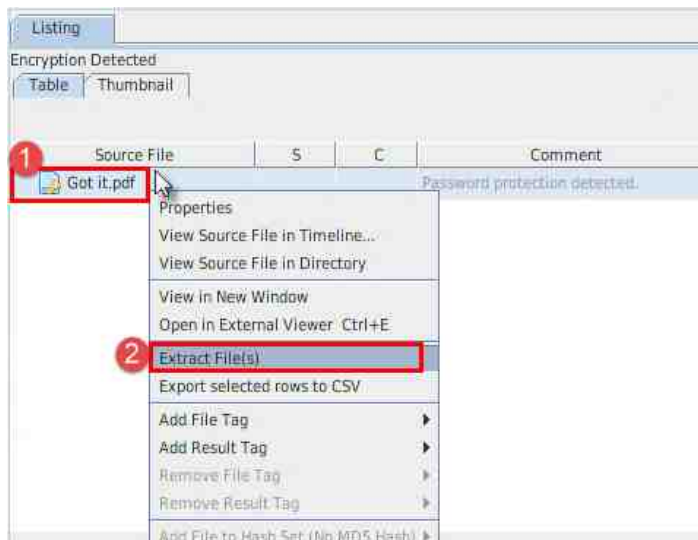 Listing
Encryption Detected
Table Thumbnail
1
Source File S C Comment
Got it.pdf Password protection detected.
Properties
View Source File in Timeline...
View Source File in Directory
View in New Window
Open in External Viewer Ctrl+E
2
Extract File(s)
Export selected rows to CSV
Add File Tag
Add Result Tag
Remove File Tag
Remove Result Tag
Add File to Hash Set (No MD5 Hash)